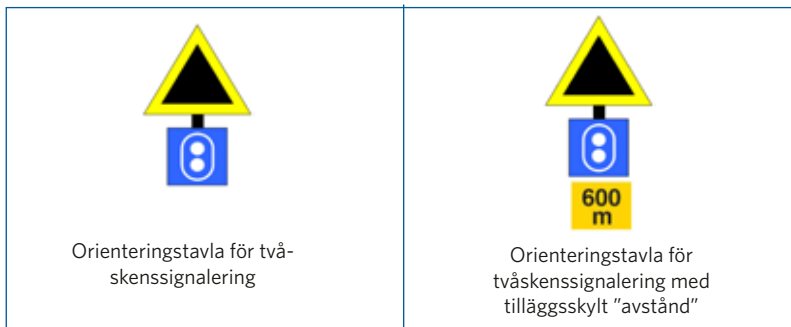 Orienteringstavla för två-
skenssignalering
600
m
Orienteringstavla för
tvåskenssignalering med
tilläggsskylt ”avstånd”